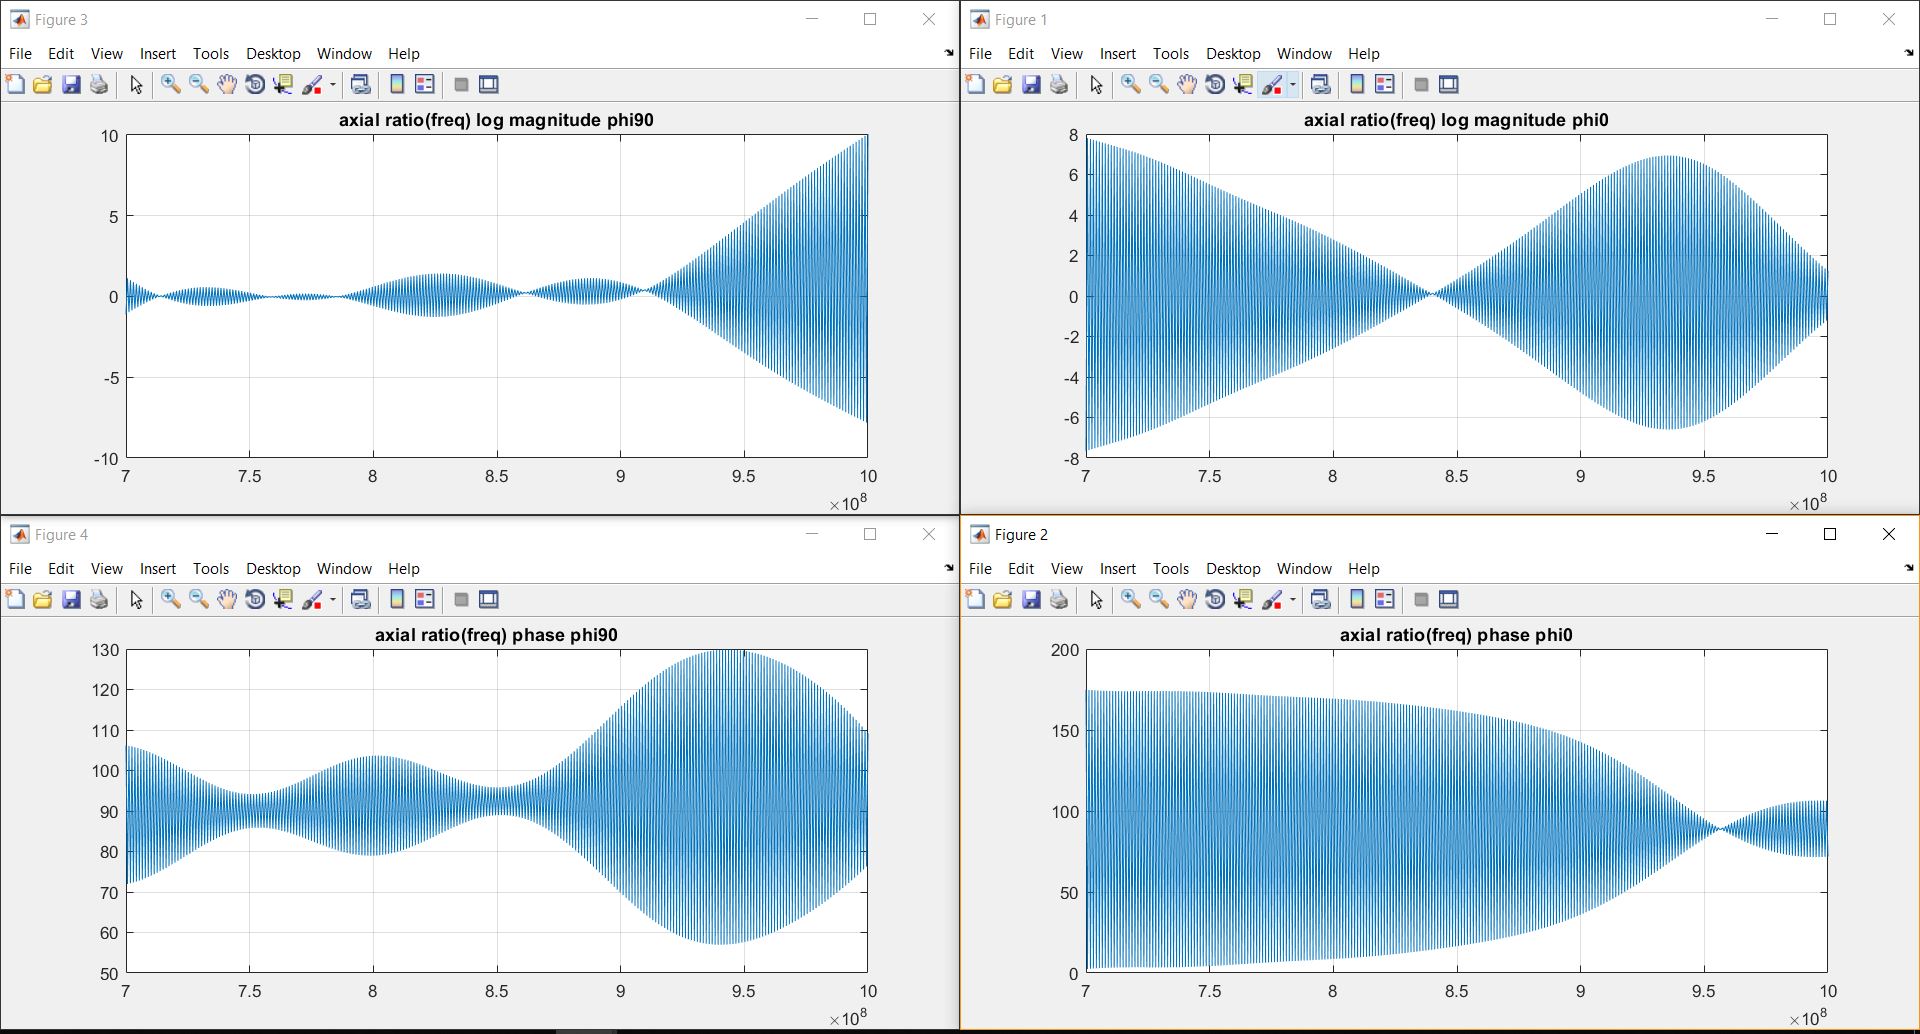 Figure 3
File Edit View Insert Tools Desktop Window Help
axial ratio(freq) log magnitude phi90
10
5
0
-5
-10
7 7.5 8 8.5 9 9.5 10
×10^8
Figure 1
File Edit View Insert Tools Desktop Window Help
axial ratio(freq) log magnitude phi0
8
6
4
2
0
-2
-4
-6
-8
7 7.5 8 8.5 9 9.5 10
×10^8
Figure 4
File Edit View Insert Tools Desktop Window Help
axial ratio(freq) phase phi90
130
120
110
100
90
80
70
60
50
7 7.5 8 8.5 9 9.5 10
×10^8
Figure 2
File Edit View Insert Tools Desktop Window Help
axial ratio(freq) phase phi0
200
150
100
50
0
7 7.5 8 8.5 9 9.5 10
×10^8